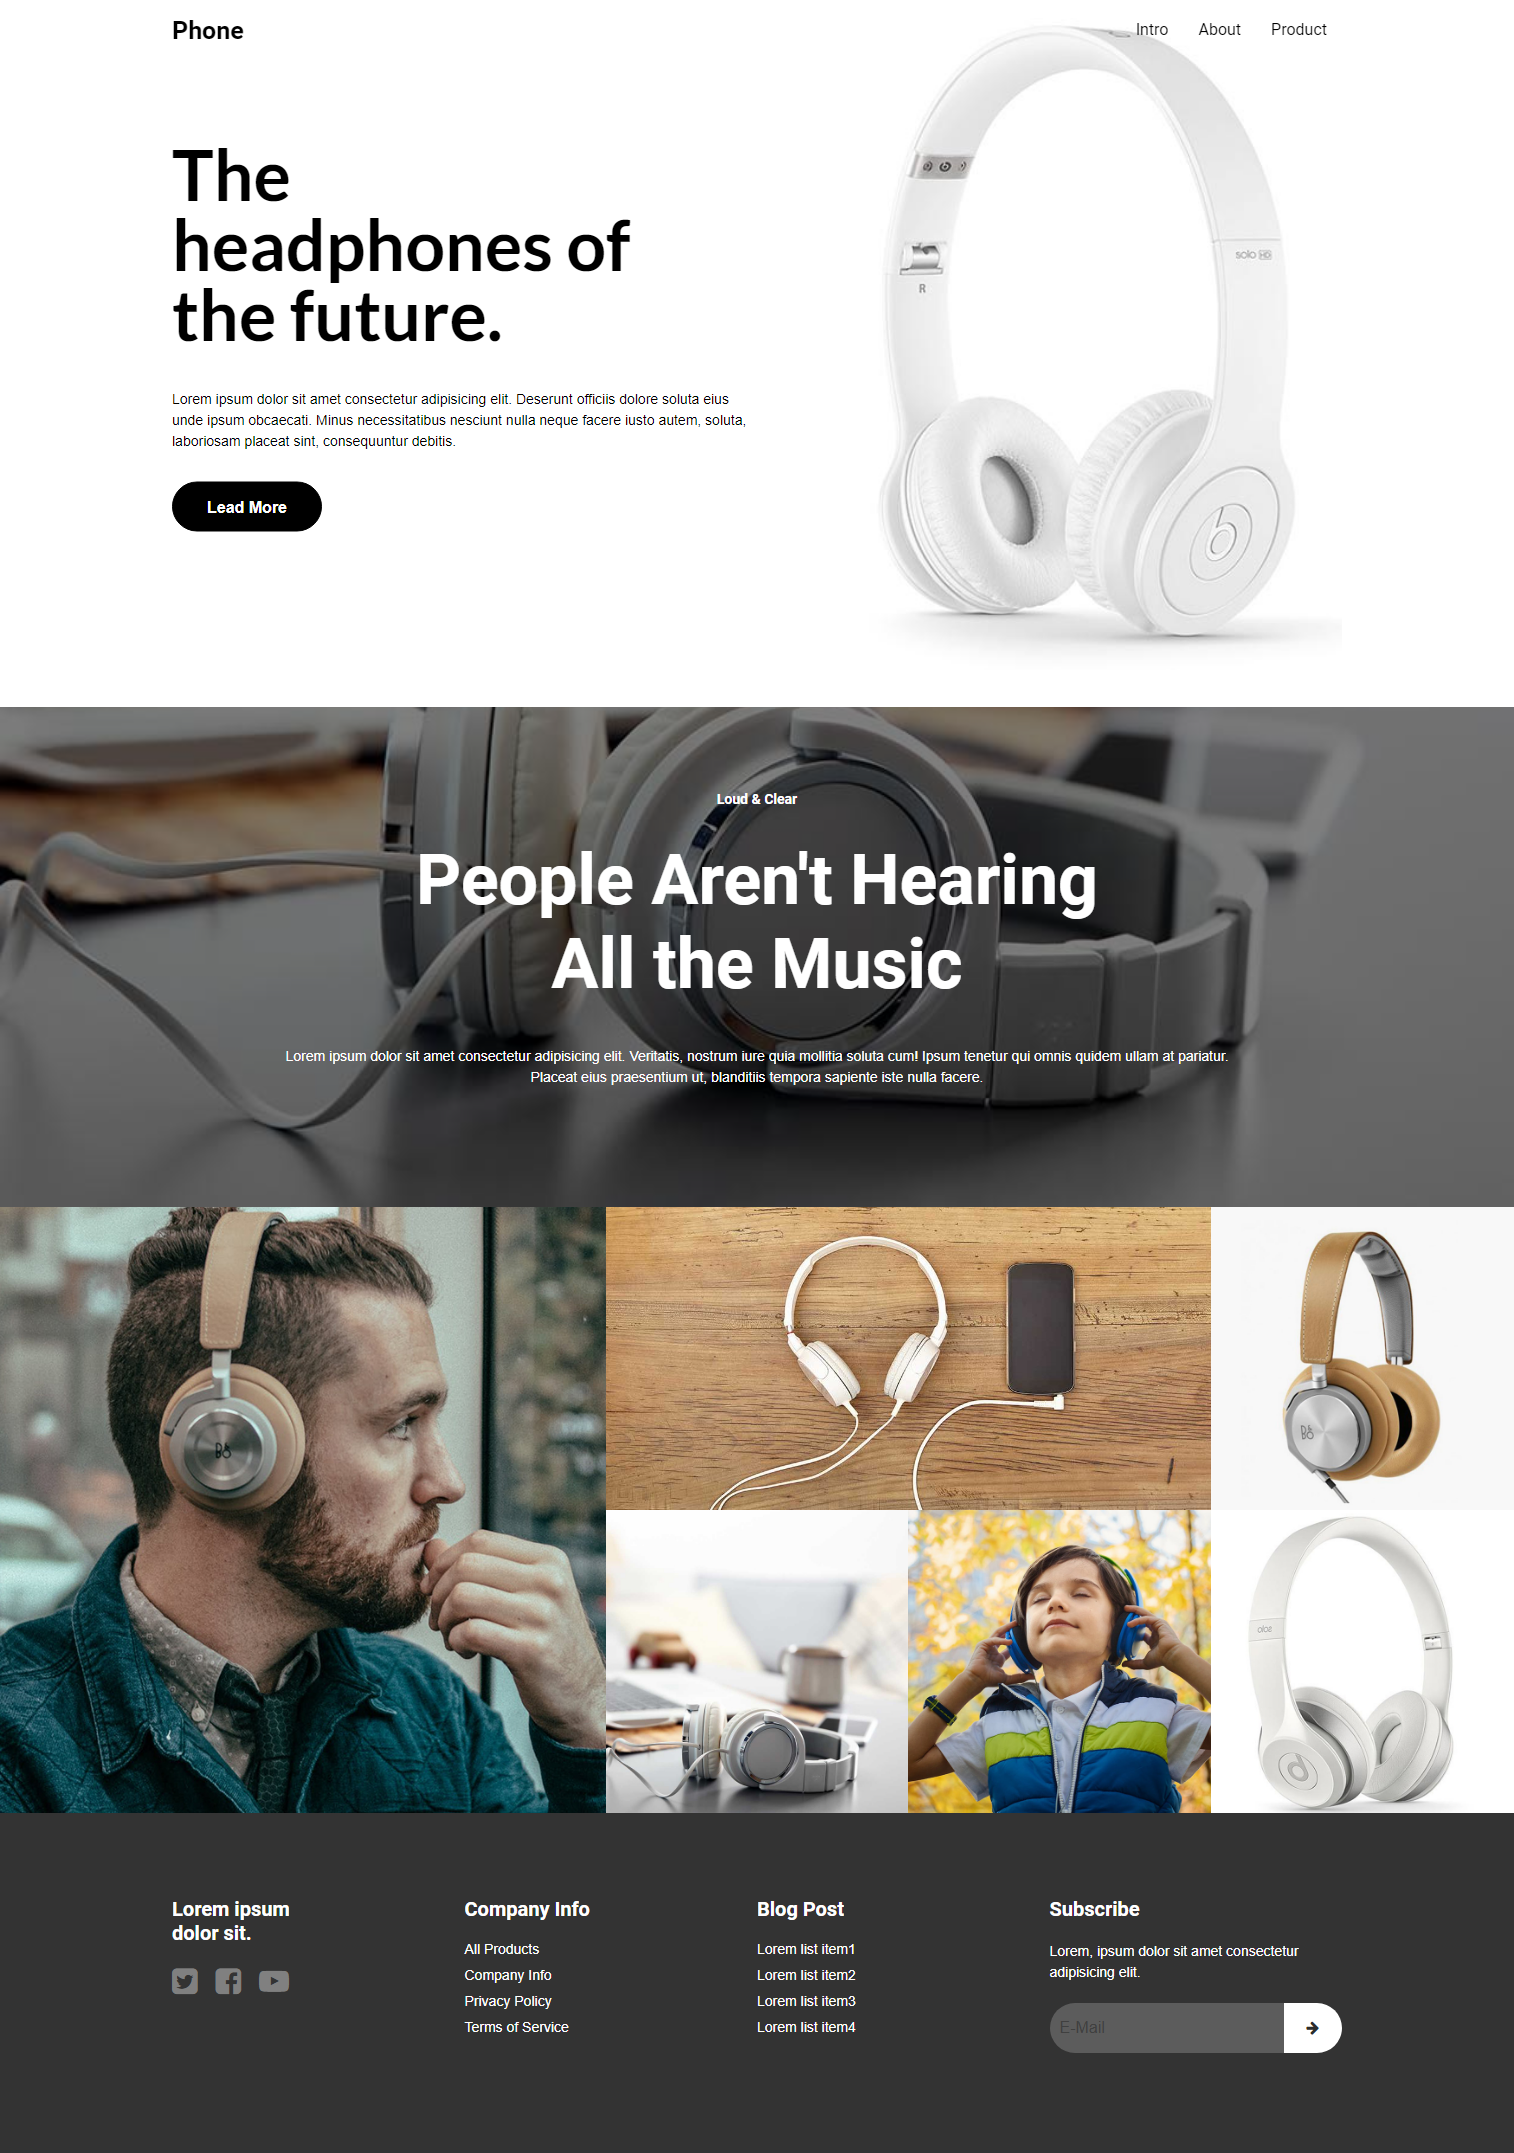 Phone
Intro
About
Product
The
headphones of
the future.
Lorem ipsum dolor sit amet consectetur adipisicing elit. Deserunt officiis dolore soluta eius
unde ipsum obcaecati. Minus necessitatibus nesciunt nulla neque facere iusto autem, soluta,
laboriosam placeat sint, consequuntur debitis.
Lead More
solo HD
R
b
Loud & Clear
People Aren't Hearing
All the Music
Lorem ipsum dolor sit amet consectetur adipisicing elit. Veritatis, nostrum iure quia mollitia soluta cum! Ipsum tenetur qui omnis quidem ullam at pariatur.
Placeat eius praesentium ut, blanditiis tempora sapiente iste nulla facere.
B&O
B&O
solo
Lorem ipsum
dolor sit.
Company Info
All Products
Company Info
Privacy Policy
Terms of Service
Blog Post
Lorem list item1
Lorem list item2
Lorem list item3
Lorem list item4
Subscribe
Lorem, ipsum dolor sit amet consectetur
adipisicing elit.
E-Mail